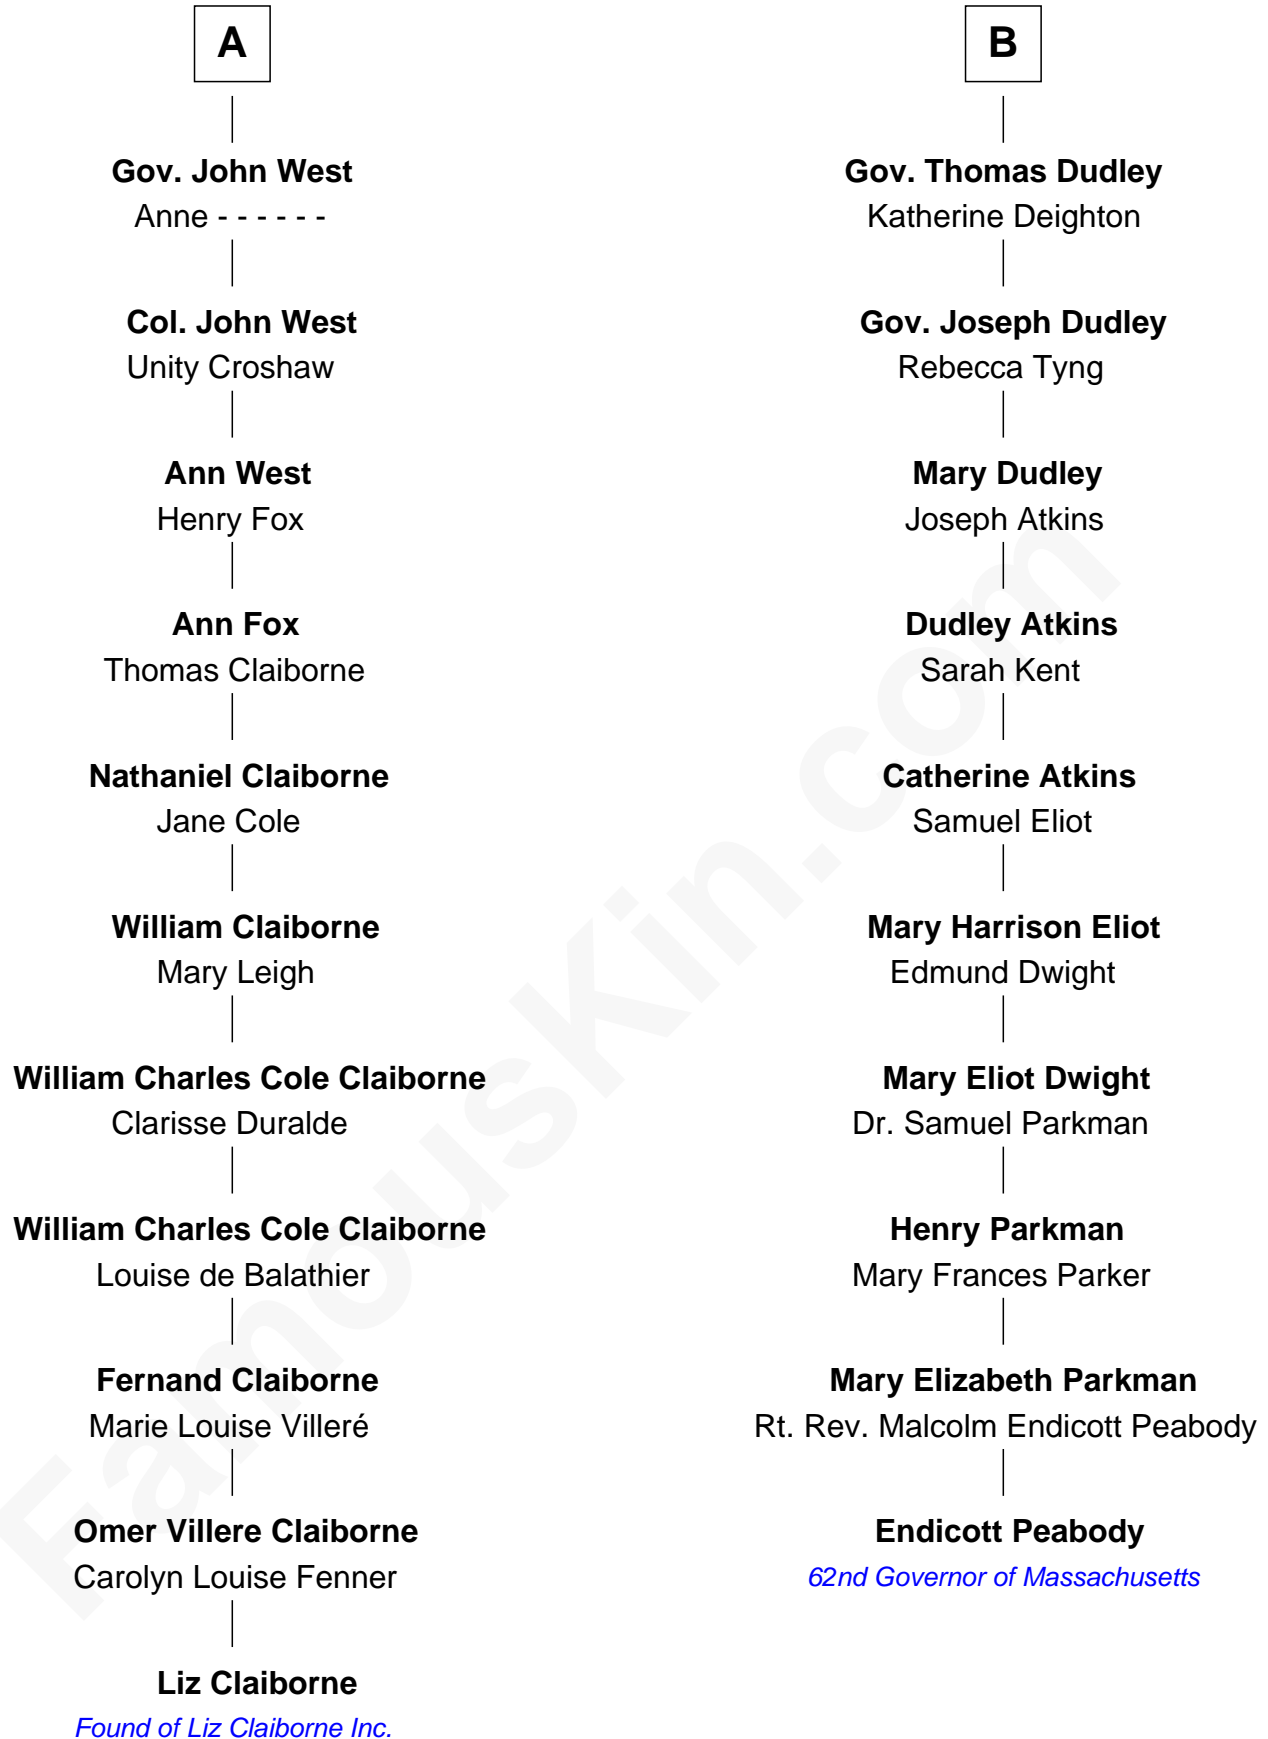 A
Gov. John West
Anne - - - - - -
Col. John West
Unity Croshaw
Ann West
Henry Fox
Ann Fox
Thomas Claiborne
Nathaniel Claiborne
Jane Cole
William Claiborne
Mary Leigh
William Charles Cole Claiborne
Clarisse Duralde
William Charles Cole Claiborne
Louise de Balathier
Fernand Claiborne
Marie Louise Villeré
Omer Villere Claiborne
Carolyn Louise Fenner
Liz Claiborne
Found of Liz Claiborne Inc.
B
Gov. Thomas Dudley
Katherine Deighton
Gov. Joseph Dudley
Rebecca Tyng
Mary Dudley
Joseph Atkins
Dudley Atkins
Sarah Kent
Catherine Atkins
Samuel Eliot
Mary Harrison Eliot
Edmund Dwight
Mary Eliot Dwight
Dr. Samuel Parkman
Henry Parkman
Mary Frances Parker
Mary Elizabeth Parkman
Rt. Rev. Malcolm Endicott Peabody
Endicott Peabody
62nd Governor of Massachusetts
FamousKin.com